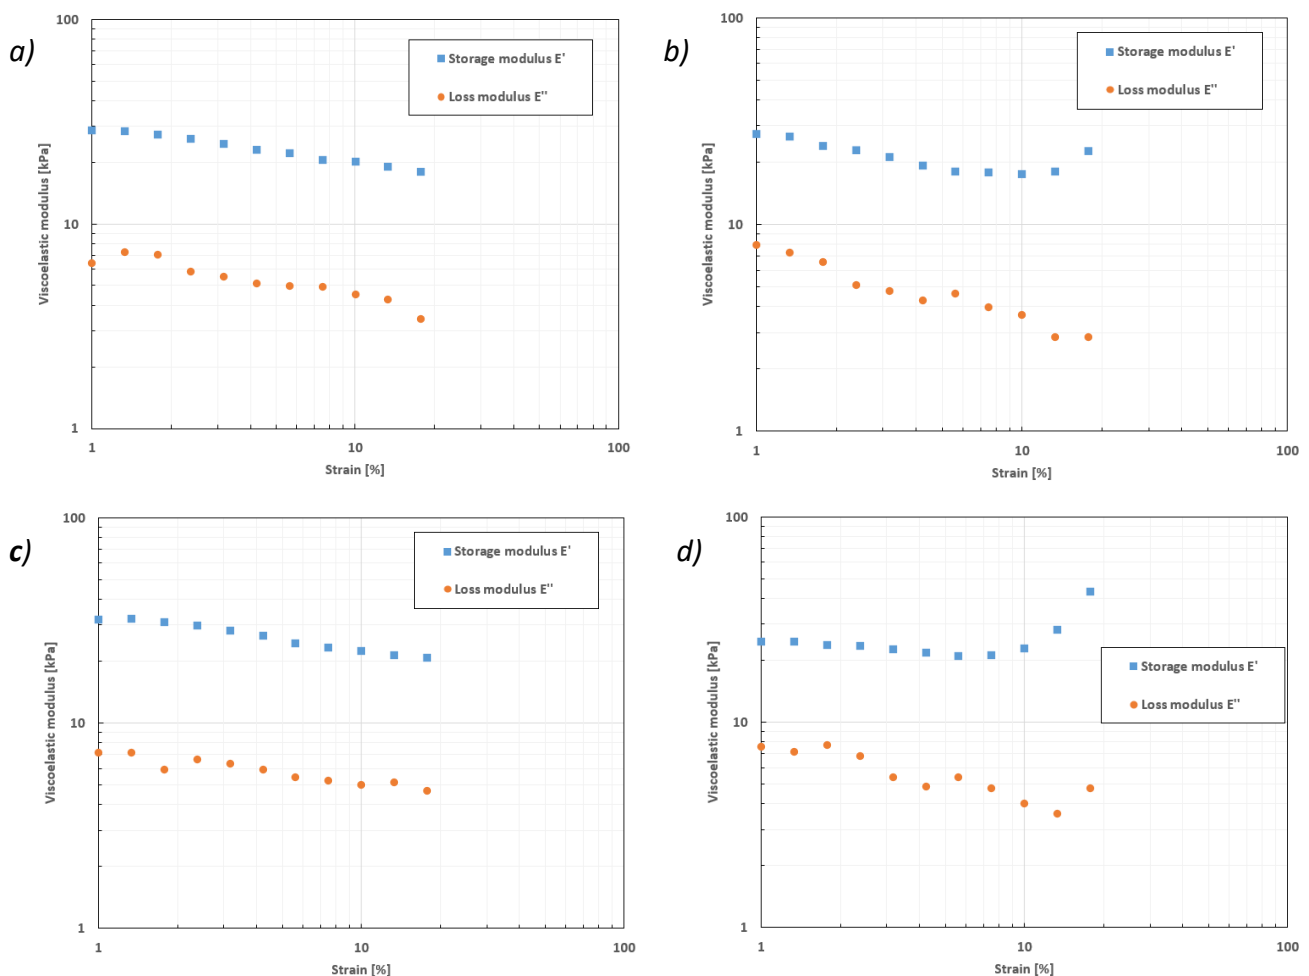 a)
100
10
1
Viscoelastic modulus [kPa]
Storage modulus E'
Loss modulus E''
1
10
100
Strain [%]
b)
100
10
1
Viscoelastic modulus [kPa]
Storage modulus E'
Loss modulus E''
1
10
100
Strain [%]
c)
100
10
1
Viscoelastic modulus [kPa]
Storage modulus E'
Loss modulus E''
1
10
100
Strain [%]
d)
100
10
1
Viscoelastic modulus [kPa]
Storage modulus E'
Loss modulus E''
1
10
100
Strain [%]